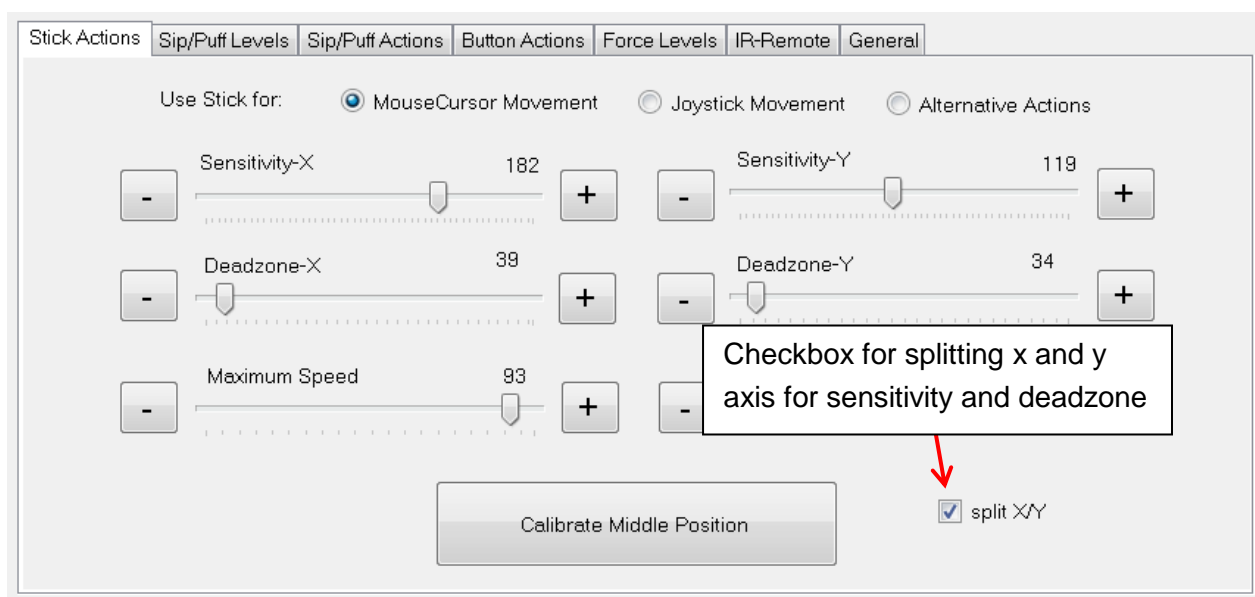 Stick Actions Sip/Puff Levels Sip/Puff Actions Button Actions Force Levels IR-Remote General
Use Stick for: MouseCursor Movement Joystick Movement Alternative Actions
Sensitivity-X 182 Sensitivity-Y 119
- + - +
Deadzone-X 39 Deadzone-Y 34
- + - +
Maximum Speed 93
- + -
Checkbox for splitting x and y
axis for sensitivity and deadzone
Calibrate Middle Position
split X/Y